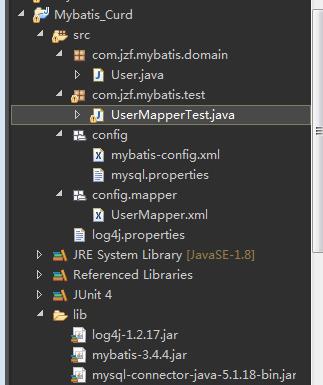 Mybatis_Curd
src
com.jzf.mybatis.domain
User.java
com.jzf.mybatis.test
UserMapperTest.java
config
mybatis-config.xml
mysql.properties
config.mapper
UserMapper.xml
log4j.properties
JRE System Library [JavaSE-1.8]
Referenced Libraries
JUnit 4
lib
log4j-1.2.17.jar
mybatis-3.4.4.jar
mysql-connector-java-5.1.18-bin.jar